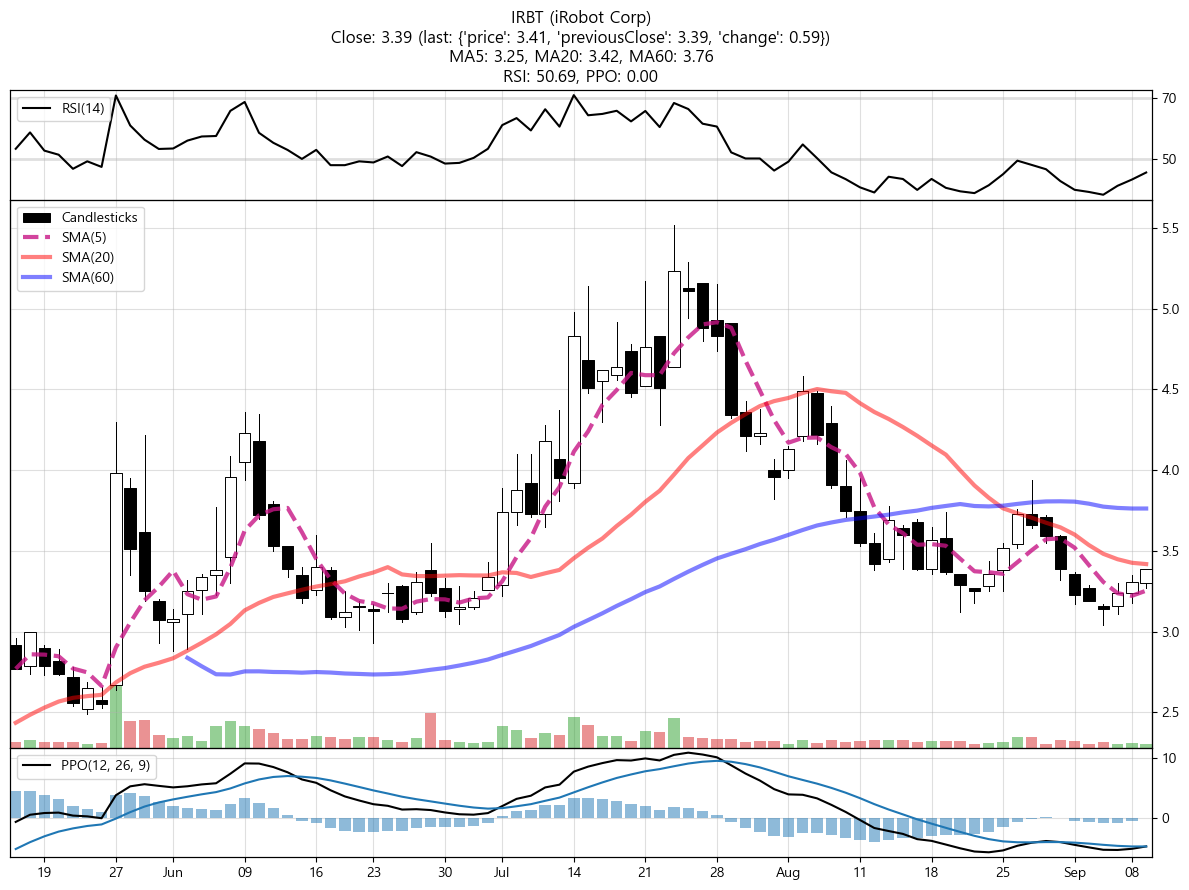 IRBT (iRobot Corp)
Close: 3.39 (last: {'price': 3.41, 'previousClose': 3.39, 'change': 0.59})
MA5: 3.25, MA20: 3.42, MA60: 3.76
RSI: 50.69, PPO: 0.00
RSI(14)
70
50
Candlesticks
SMA(5)
SMA(20)
SMA(60)
5.5
5.0
4.5
4.0
3.5
3.0
2.5
PPO(12, 26, 9)
10
0
19 27 Jun 09 16 23 Jul 14 21 28 Aug 11 18 25 Sep 08